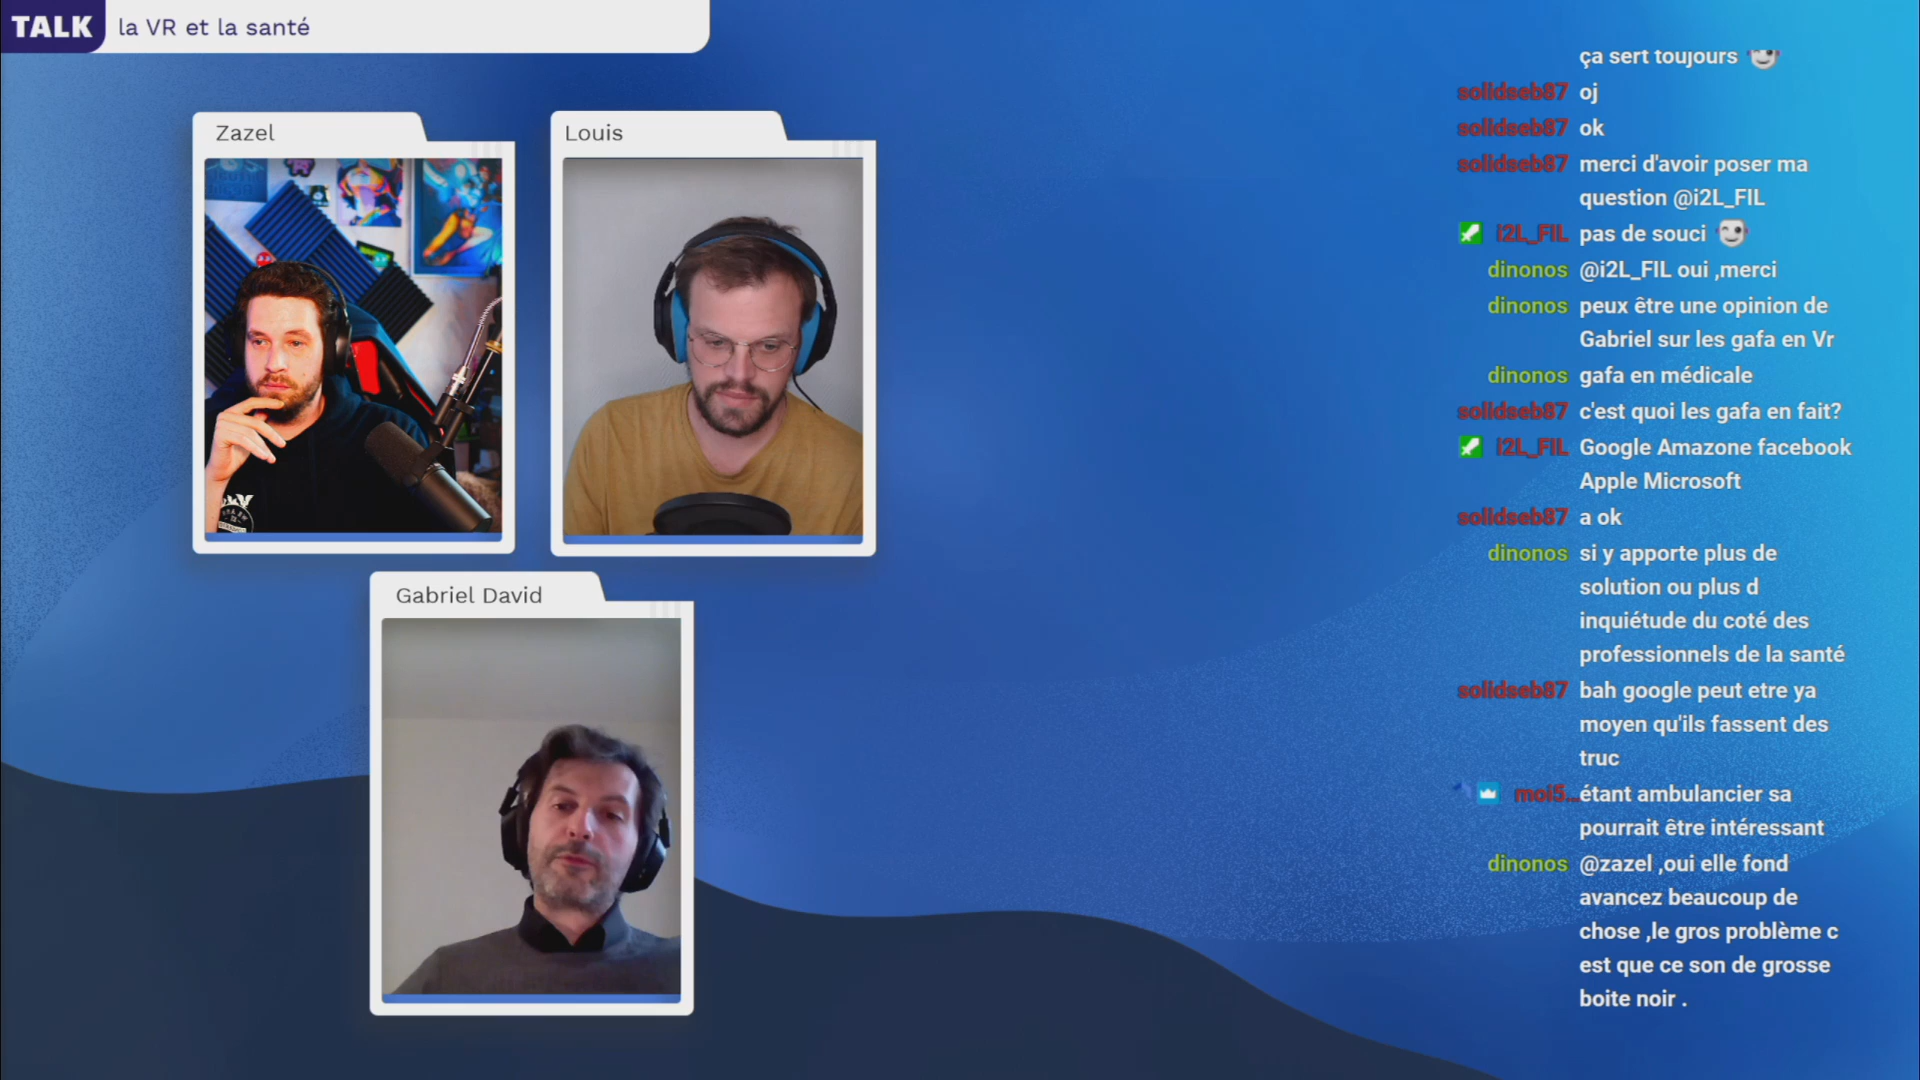 TALK la VR et la santé
Zazel
Louis
Gabriel David
ça sert toujours
solidseb87 oj
solidseb87 ok
solidseb87 merci d'avoir poser ma
question @i2L_FIL
i2L_FIL pas de souci
dinonos @i2L_FIL oui ,merci
dinonos peux être une opinion de
Gabriel sur les gafa en Vr
dinonos gafa en médicale
solidseb87 c'est quoi les gafa en fait?
i2L_FIL Google Amazone facebook
Apple Microsoft
solidseb87 a ok
dinonos si y apporte plus de
solution ou plus d
inquiétude du coté des
professionnels de la santé
solidseb87 bah google peut etre ya
moyen qu'ils fassent des
truc
moi5... étant ambulancier sa
pourrait être intéressant
dinonos @zazel ,oui elle fond
avancez beaucoup de
chose ,le gros problème c
est que ce son de grosse
boite noir .